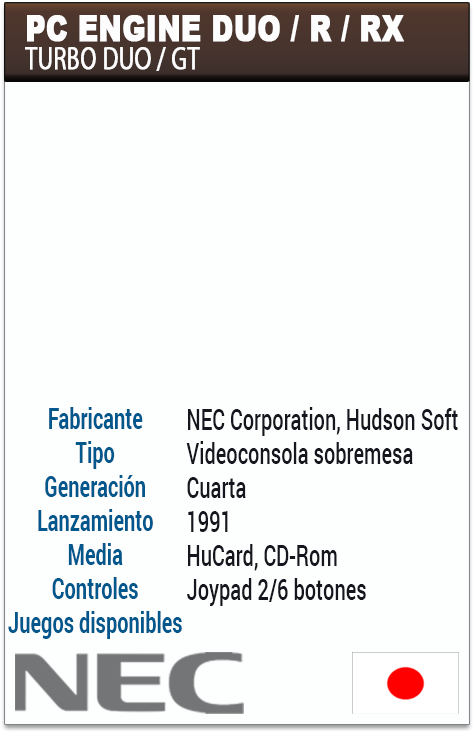 PC ENGINE DUO / R / RX
TURBO DUO / GT
Fabricante NEC Corporation, Hudson Soft
Tipo Videoconsola sobremesa
Generación Cuarta
Lanzamiento 1991
Media HuCard, CD-Rom
Controles Joypad 2/6 botones
Juegos disponibles
NEC